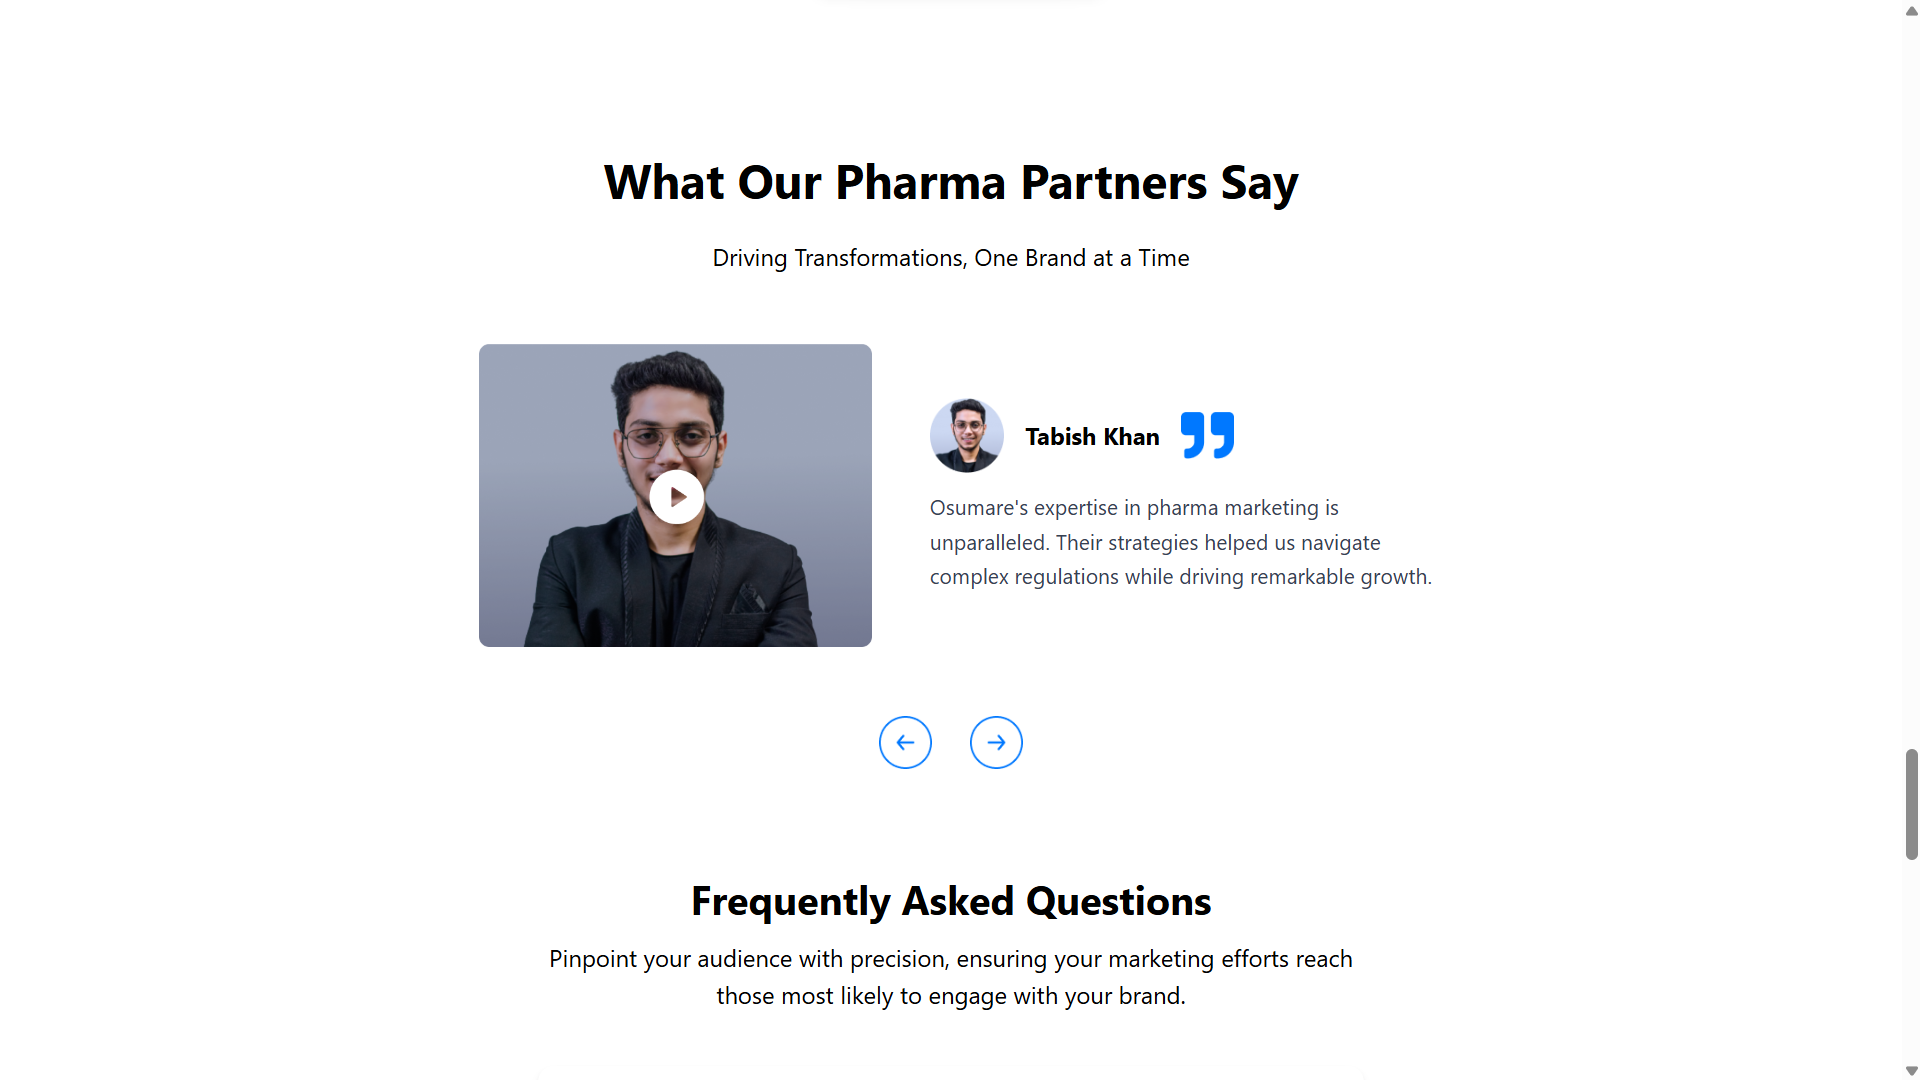 What Our Pharma Partners Say
Driving Transformations, One Brand at a Time
Tabish Khan
Osumare's expertise in pharma marketing is
unparalleled. Their strategies helped us navigate
complex regulations while driving remarkable growth.
Frequently Asked Questions
Pinpoint your audience with precision, ensuring your marketing efforts reach
those most likely to engage with your brand.